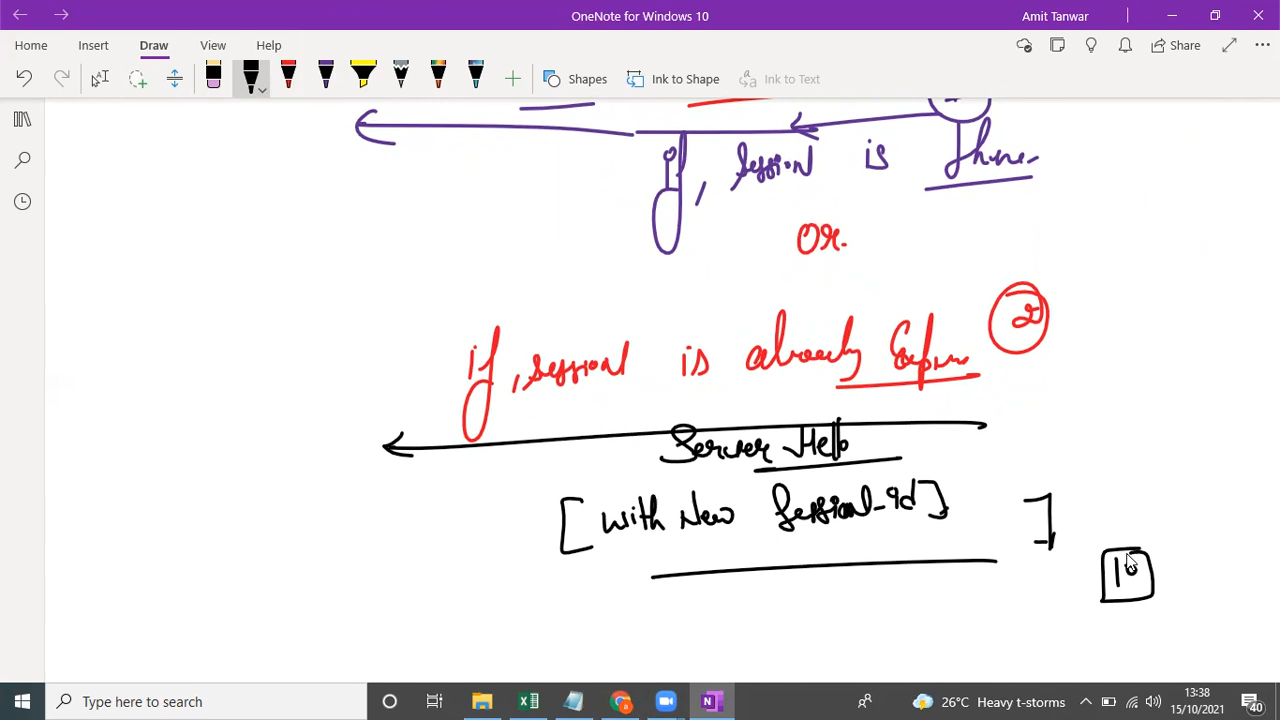 OneNote for Windows 10
Amit Tanwar
Home Insert Draw View Help
Share
Shapes
Ink to Shape
Ink to Text
if, session is there.
OR.
2
if, session is already Expire
Server Hello
[with New Session-Id]
]
10
Type here to search
26°C Heavy t-storms
13:38
15/10/2021
40